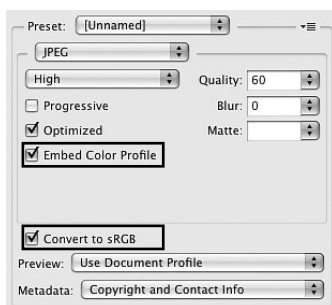 Preset: [Unnamed]
JPEG
High Quality: 60
Progressive Blur: 0
Optimized Matte:
Embed Color Profile
Convert to sRGB
Preview: Use Document Profile
Metadata: Copyright and Contact Info